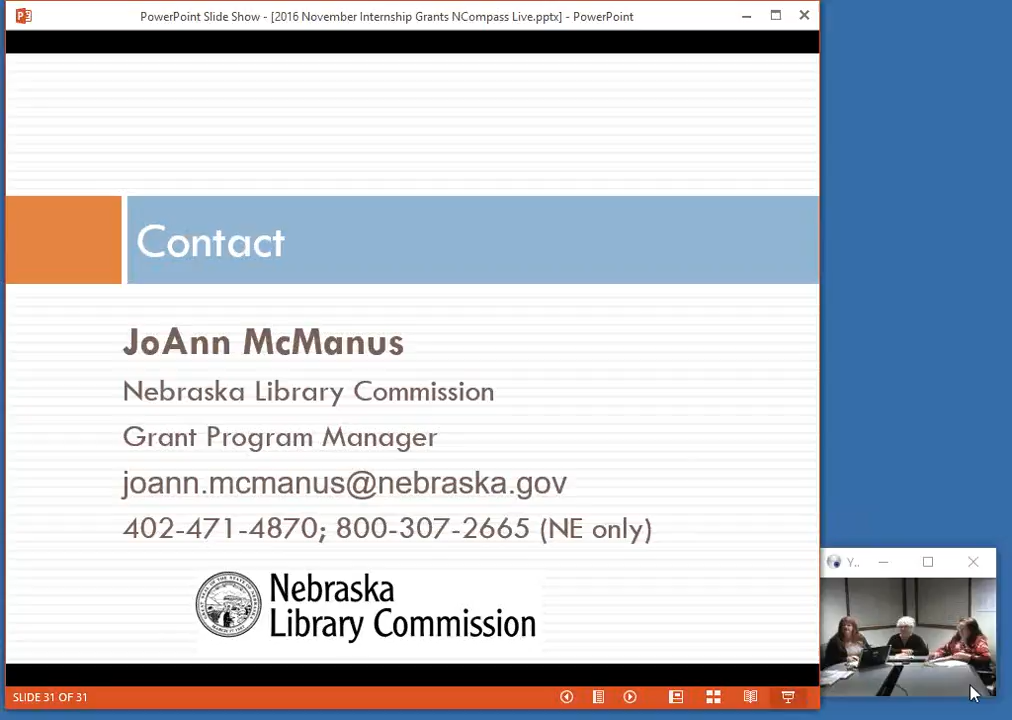 PowerPoint Slide Show - [2016 November Internship Grants NCompass Live.pptx] - PowerPoint
Contact
JoAnn McManus
Nebraska Library Commission
Grant Program Manager
joann.mcmanus@nebraska.gov
402-471-4870; 800-307-2665 (NE only)
Y..
Nebraska
Library Commission
SLIDE 31 OF 31